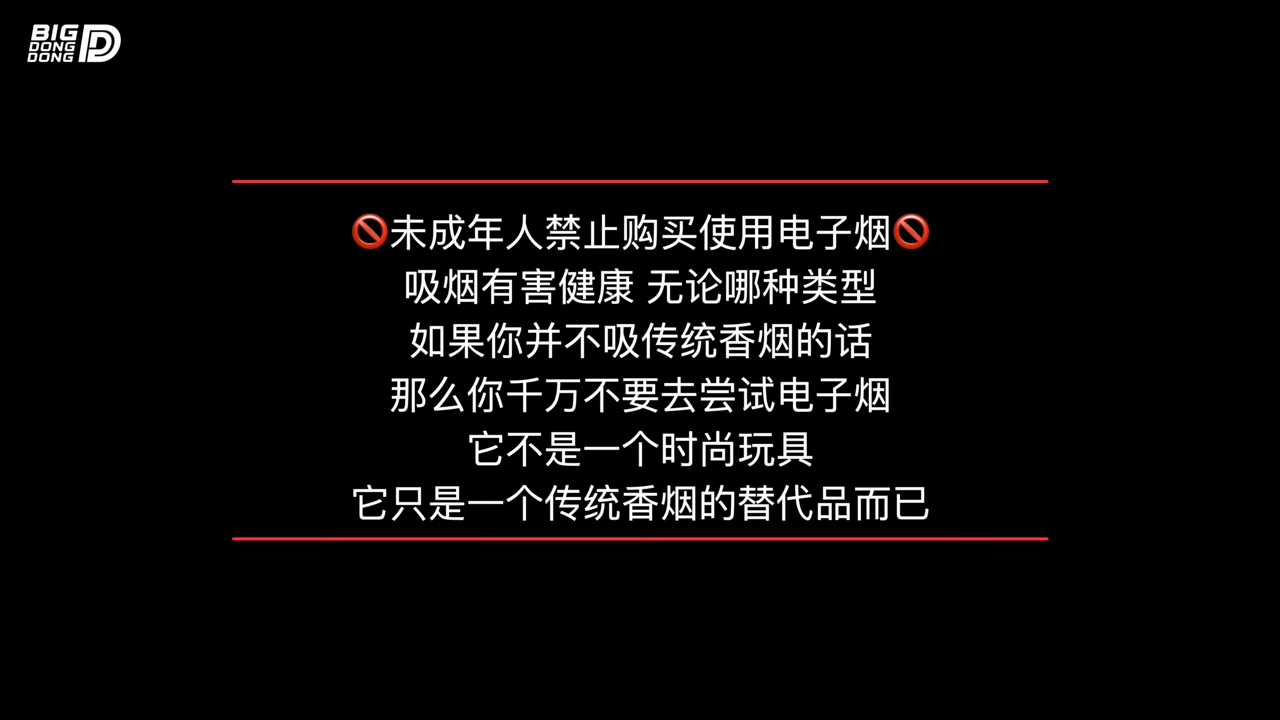 BIG
DONG
DONG
🚫未成年人禁止购买使用电子烟🚫
吸烟有害健康 无论哪种类型
如果你并不吸传统香烟的话
那么你千万不要去尝试电子烟
它不是一个时尚玩具
它只是一个传统香烟的替代品而已